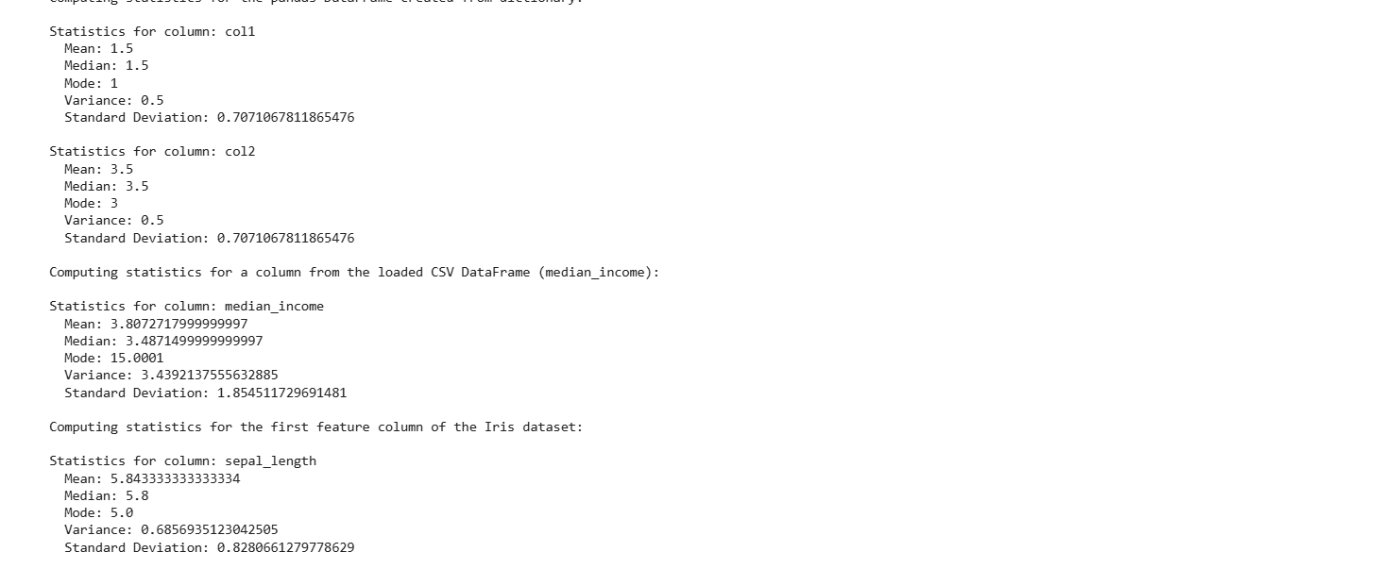 Computing statistics for the pandas DataFrame created from dictionary:
Statistics for column: col1
Mean: 1.5
Median: 1.5
Mode: 1
Variance: 0.5
Standard Deviation: 0.7071067811865476
Statistics for column: col2
Mean: 3.5
Median: 3.5
Mode: 3
Variance: 0.5
Standard Deviation: 0.7071067811865476
Computing statistics for a column from the loaded CSV DataFrame (median_income):
Statistics for column: median_income
Mean: 3.8072717999999997
Median: 3.4871499999999997
Mode: 15.0001
Variance: 3.4392137555632885
Standard Deviation: 1.854511729691481
Computing statistics for the first feature column of the Iris dataset:
Statistics for column: sepal_length
Mean: 5.843333333333334
Median: 5.8
Mode: 5.0
Variance: 0.6856935123042505
Standard Deviation: 0.8280661279778629